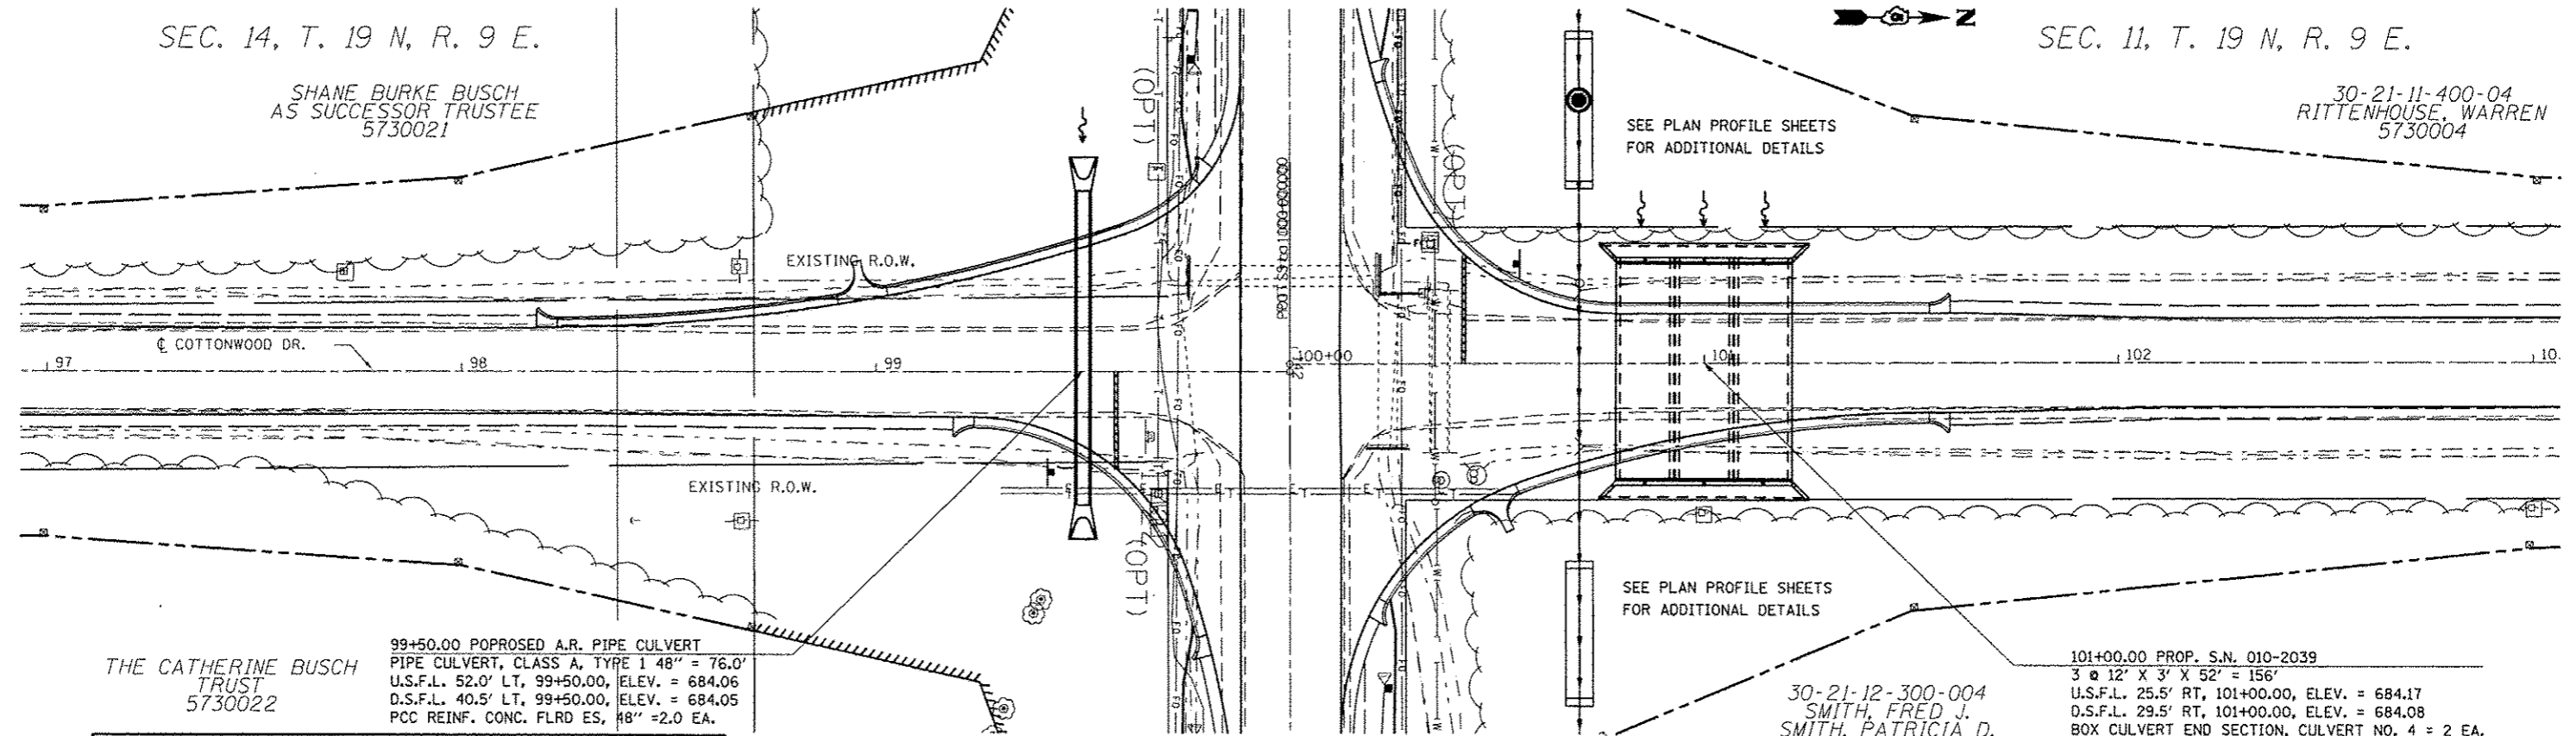 SEC. 14, T. 19 N, R. 9 E.
SHANE BURKE BUSCH
AS SUCCESSOR TRUSTEE
5730021
(OPT)
N
SEC. 11, T. 19 N, R. 9 E.
30-21-11-400-04
RITTENHOUSE, WARREN
5730004
SEE PLAN PROFILE SHEETS
FOR ADDITIONAL DETAILS
(OPT)
EXISTING R.O.W.
℄ COTTONWOOD DR.
97
98
99
100+00
101
102
10
EXISTING R.O.W.
(OPT)
SEE PLAN PROFILE SHEETS
FOR ADDITIONAL DETAILS
THE CATHERINE BUSCH
TRUST
5730022
99+50.00 POPROSED A.R. PIPE CULVERT
PIPE CULVERT, CLASS A, TYPE 1 48" = 76.0'
U.S.F.L. 52.0' LT, 99+50.00, ELEV. = 684.06
D.S.F.L. 40.5' LT, 99+50.00, ELEV. = 684.05
PCC REINF. CONC. FLRD ES, 48" =2.0 EA.
30-21-12-300-004
SMITH, FRED J.
SMITH, PATRICIA D.
101+00.00 PROP. S.N. 010-2039
3 @ 12' X 3' X 52' = 156'
U.S.F.L. 25.5' RT, 101+00.00, ELEV. = 684.17
D.S.F.L. 29.5' RT, 101+00.00, ELEV. = 684.08
BOX CULVERT END SECTION, CULVERT NO. 4 = 2 EA.